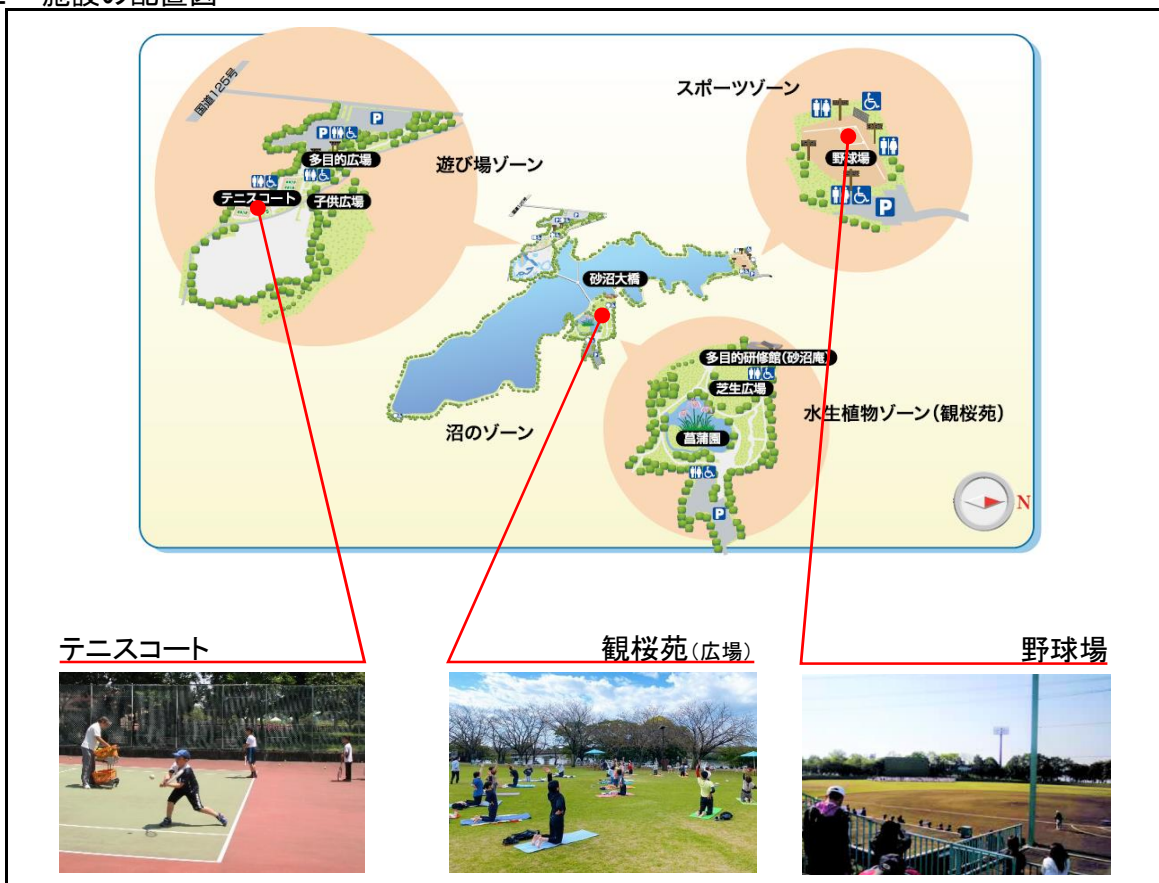 施設の配置図
国道125号
スポーツゾーン
P
P
多目的広場
遊び場ゾーン
野球場
テニスコート
子供広場
P
砂沼大橋
多目的研修館(砂沼庵)
芝生広場
水生植物ゾーン(観桜苑)
沼のゾーン
菖蒲園
P
N
テニスコート
観桜苑(広場)
野球場